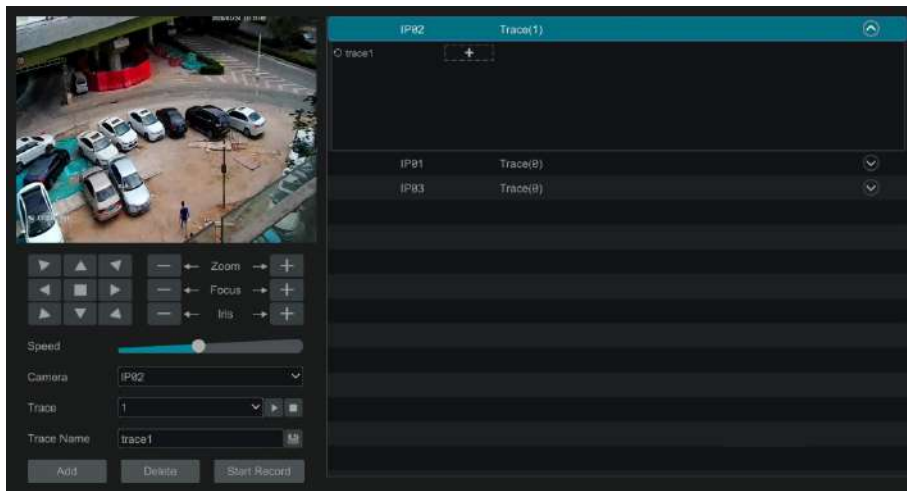 IP02 Trace(1)
trace1
IP01 Trace(0)
IP03 Trace(0)
Zoom
Focus
Iris
Speed
Camera IP02
Trace 1
Trace Name trace1
Add Delete Start Record